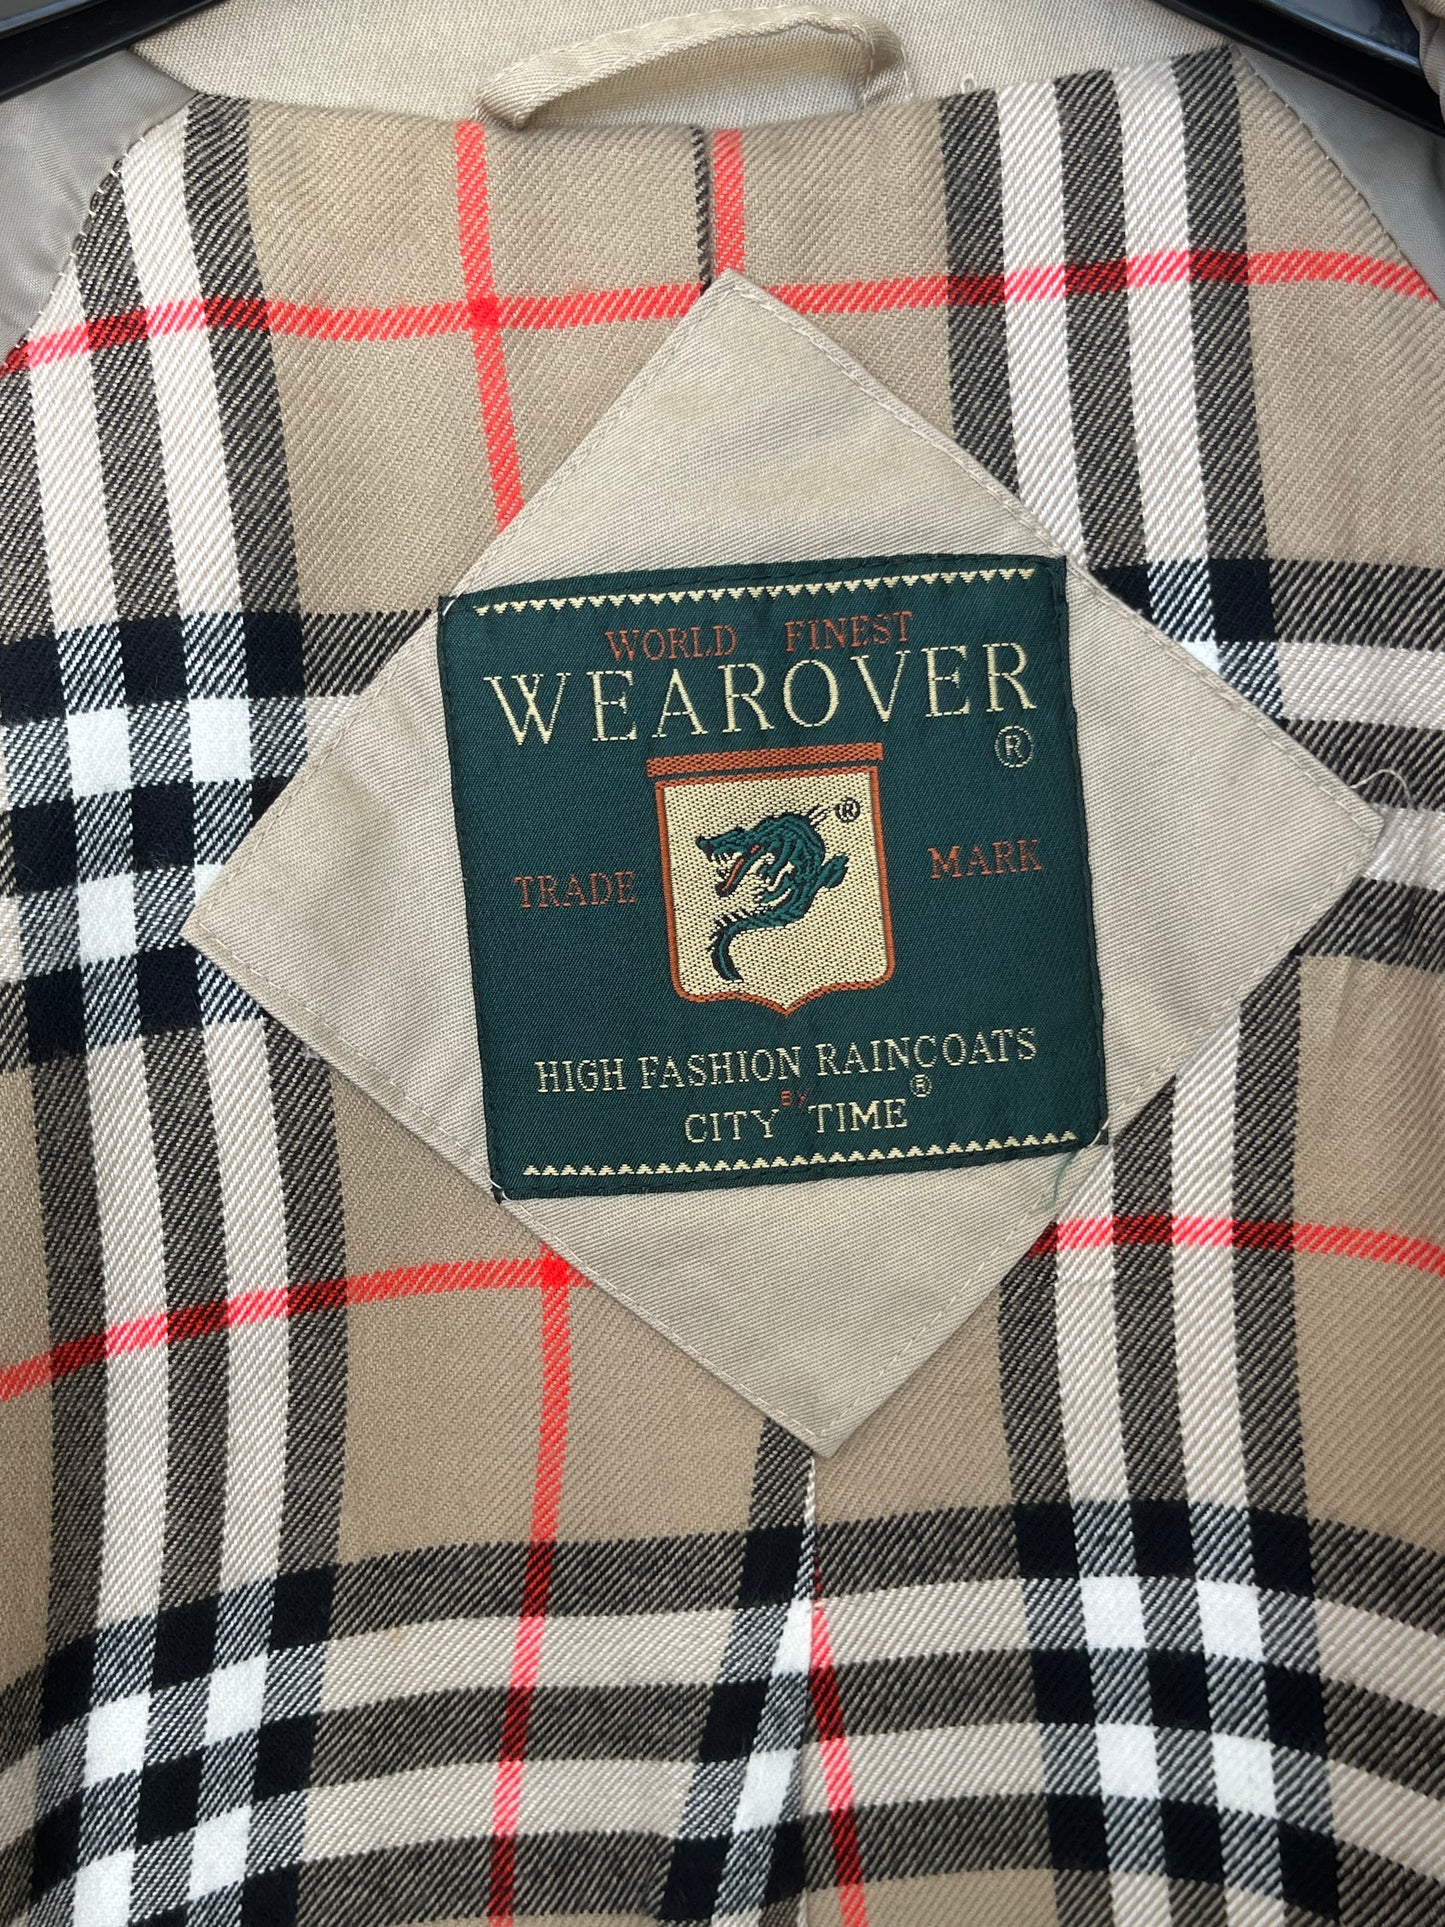 WORLD FINEST
WEAROVER
®
®
TRADE MARK
HIGH FASHION RAINCOATS
BY
CITY TIME®